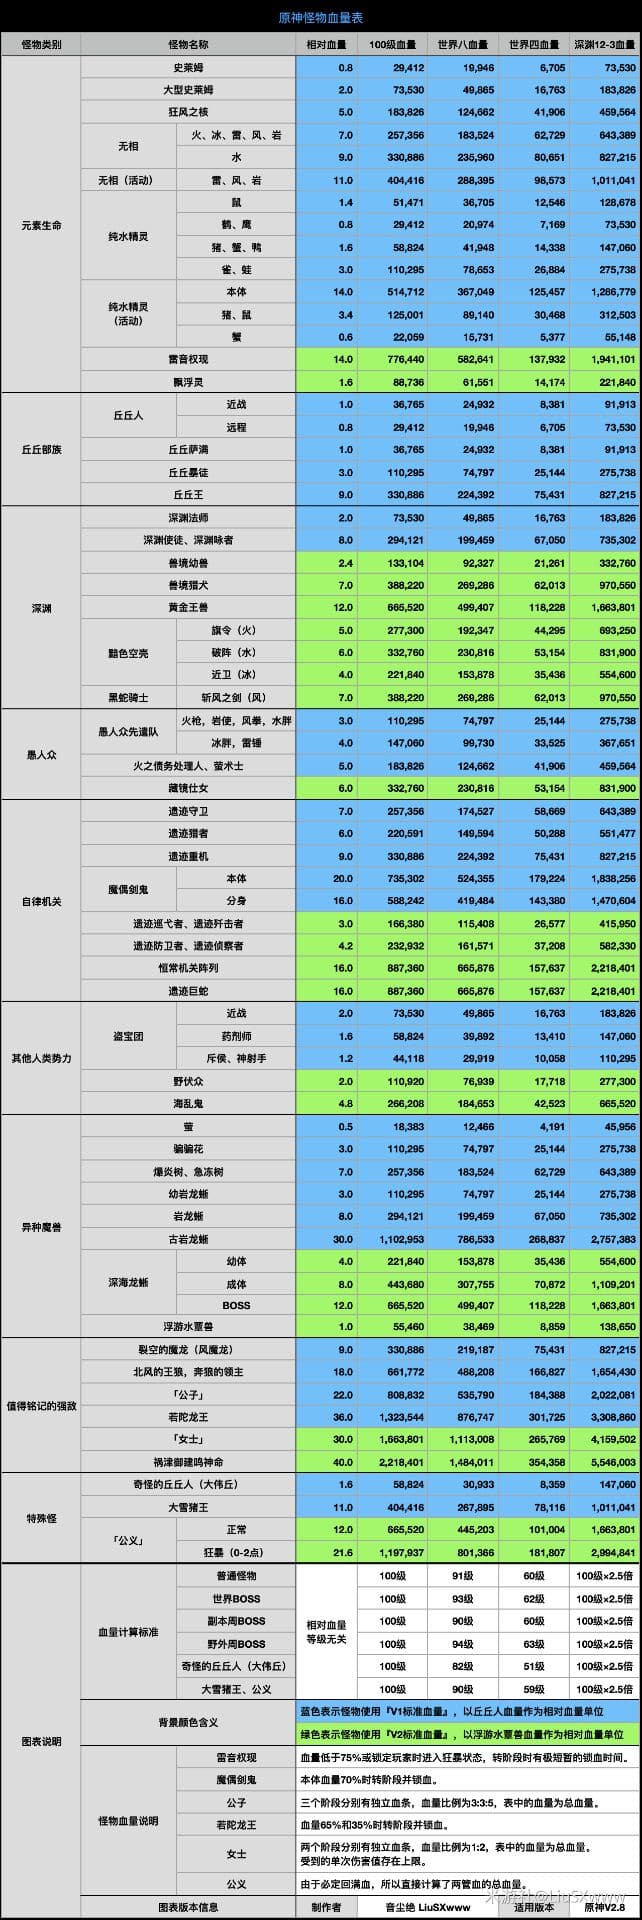 原神怪物血量表
怪物类别 怪物名称 相对血量 100级血量 世界八血量 世界四血量 深渊12-3血量
元素生命
史莱姆 0.8 29,412 19,946 6,705 73,530
大型史莱姆 2.0 73,530 49,865 16,763 183,826
狂风之核 5.0 183,826 124,662 41,906 459,564
无相
火、冰、雷、风、岩 7.0 257,356 183,524 62,729 643,389
水 9.0 330,886 235,960 80,651 827,215
无相（活动） 雷、风、岩 11.0 404,416 288,395 98,573 1,011,041
纯水精灵
鼠 1.4 51,471 36,705 12,546 128,678
鹤、鹰 0.8 29,412 20,974 7,169 73,530
猪、蟹、鸭 1.6 58,824 41,948 14,338 147,060
雀、蛙 3.0 110,295 78,653 26,884 275,738
纯水精灵
（活动）
本体 14.0 514,712 367,049 125,457 1,286,779
猪、鼠 3.4 125,001 89,140 30,468 312,503
蟹 0.6 22,059 15,731 5,377 55,148
雷音权现 14.0 776,440 582,641 137,932 1,941,101
飘浮灵 1.6 88,736 61,551 14,174 221,840
丘丘部族
丘丘人
近战 1.0 36,765 24,932 8,381 91,913
远程 0.8 29,412 19,946 6,705 73,530
丘丘萨满 1.0 36,765 24,932 8,381 91,913
丘丘暴徒 3.0 110,295 74,797 25,144 275,738
丘丘王 9.0 330,886 224,392 75,431 827,215
深渊
深渊法师 2.0 73,530 49,865 16,763 183,826
深渊使徒、深渊咏者 8.0 294,121 199,459 67,050 735,302
兽境幼兽 2.4 133,104 92,327 21,261 332,760
兽境猎犬 7.0 388,220 269,286 62,013 970,550
黄金王兽 12.0 665,520 499,407 118,228 1,663,801
黯色空壳
旗令（火） 5.0 277,300 192,347 44,295 693,250
破阵（水） 6.0 332,760 230,816 53,154 831,900
近卫（冰） 4.0 221,840 153,878 35,436 554,600
黑蛇骑士 斩风之剑（风） 7.0 388,220 269,286 62,013 970,550
愚人众
愚人众先遣队
火枪，岩使，风拳，水胖 3.0 110,295 74,797 25,144 275,738
冰胖，雷锤 4.0 147,060 99,730 33,525 367,651
火之债务处理人、萤术士 5.0 183,826 124,662 41,906 459,564
藏镜仕女 6.0 332,760 230,816 53,154 831,900
自律机关
遗迹守卫 7.0 257,356 174,527 58,669 643,389
遗迹猎者 6.0 220,591 149,594 50,288 551,477
遗迹重机 9.0 330,886 224,392 75,431 827,215
魔偶剑鬼
本体 20.0 735,302 524,355 179,224 1,838,256
分身 16.0 588,242 419,484 143,380 1,470,604
遗迹巡弋者、遗迹歼击者 3.0 166,380 115,408 26,577 415,950
遗迹防卫者、遗迹侦察者 4.2 232,932 161,571 37,208 582,330
恒常机关阵列 16.0 887,360 665,876 157,637 2,218,401
遗迹巨蛇 16.0 887,360 665,876 157,637 2,218,401
其他人类势力
盗宝团
近战 2.0 73,530 49,865 16,763 183,826
药剂师 1.6 58,824 39,892 13,410 147,060
斥候、神射手 1.2 44,118 29,919 10,058 110,295
野伏众 2.0 110,920 76,939 17,718 277,300
海乱鬼 4.8 266,208 184,653 42,523 665,520
异种魔兽
萤 0.5 18,383 12,466 4,191 45,956
骗骗花 3.0 110,295 74,797 25,144 275,738
爆炎树、急冻树 7.0 257,356 183,524 62,729 643,389
幼岩龙蜥 3.0 110,295 74,797 25,144 275,738
岩龙蜥 8.0 294,121 199,459 67,050 735,302
古岩龙蜥 30.0 1,102,953 786,533 268,837 2,757,383
深海龙蜥
幼体 4.0 221,840 153,878 35,436 554,600
成体 8.0 443,680 307,755 70,872 1,109,201
BOSS 12.0 665,520 499,407 118,228 1,663,801
浮游水蕈兽 1.0 55,460 38,469 8,859 138,650
值得铭记的强敌
裂空的魔龙（风魔龙） 9.0 330,886 219,187 75,431 827,215
北风的王狼，奔狼的领主 18.0 661,772 488,208 166,827 1,654,430
「公子」 22.0 808,832 535,790 184,388 2,022,081
若陀龙王 36.0 1,323,544 876,747 301,725 3,308,860
「女士」 30.0 1,663,801 1,113,008 265,769 4,159,502
祸津御建鸣神命 40.0 2,218,401 1,484,011 354,358 5,546,003
特殊怪
奇怪的丘丘人（大伟丘） 1.6 58,824 30,933 8,359 147,060
大雪猪王 11.0 404,416 267,895 78,116 1,011,041
「公义」
正常 12.0 665,520 445,203 101,004 1,663,801
狂暴（0-2点） 21.6 1,197,937 801,366 181,807 2,994,841
图表说明
血量计算标准
相对血量
等级无关
普通怪物 100级 91级 60级 100级×2.5倍
世界BOSS 100级 93级 62级 100级×2.5倍
副本周BOSS 100级 90级 60级 100级×2.5倍
野外周BOSS 100级 94级 63级 100级×2.5倍
奇怪的丘丘人（大伟丘） 100级 82级 51级 100级×2.5倍
大雪猪王、公义 100级 90级 59级 100级×2.5倍
背景颜色含义
蓝色表示怪物使用『V1标准血量』，以丘丘人血量作为相对血量单位
绿色表示怪物使用『V2标准血量』，以浮游水蕈兽血量作为相对血量单位
怪物血量说明
雷音权现 血量低于75%或锁定玩家时进入狂暴状态，转阶段时有极短暂的锁血时间。
魔偶剑鬼 本体血量70%时转阶段并锁血。
公子 三个阶段分别有独立血条，血量比例为3:3:5，表中的血量为总血量。
若陀龙王 血量65%和35%时转阶段并锁血。
女士 两个阶段分别有独立血条，血量比例为1:2，表中的血量为总血量。
受到的单次伤害值存在上限。
公义 由于必定回满血，所以直接计算了两管血的总血量。
图表版本信息 制作者 音尘绝 LiuSXwww 适用版本 原神V2.8
米游社@LiuSXwww